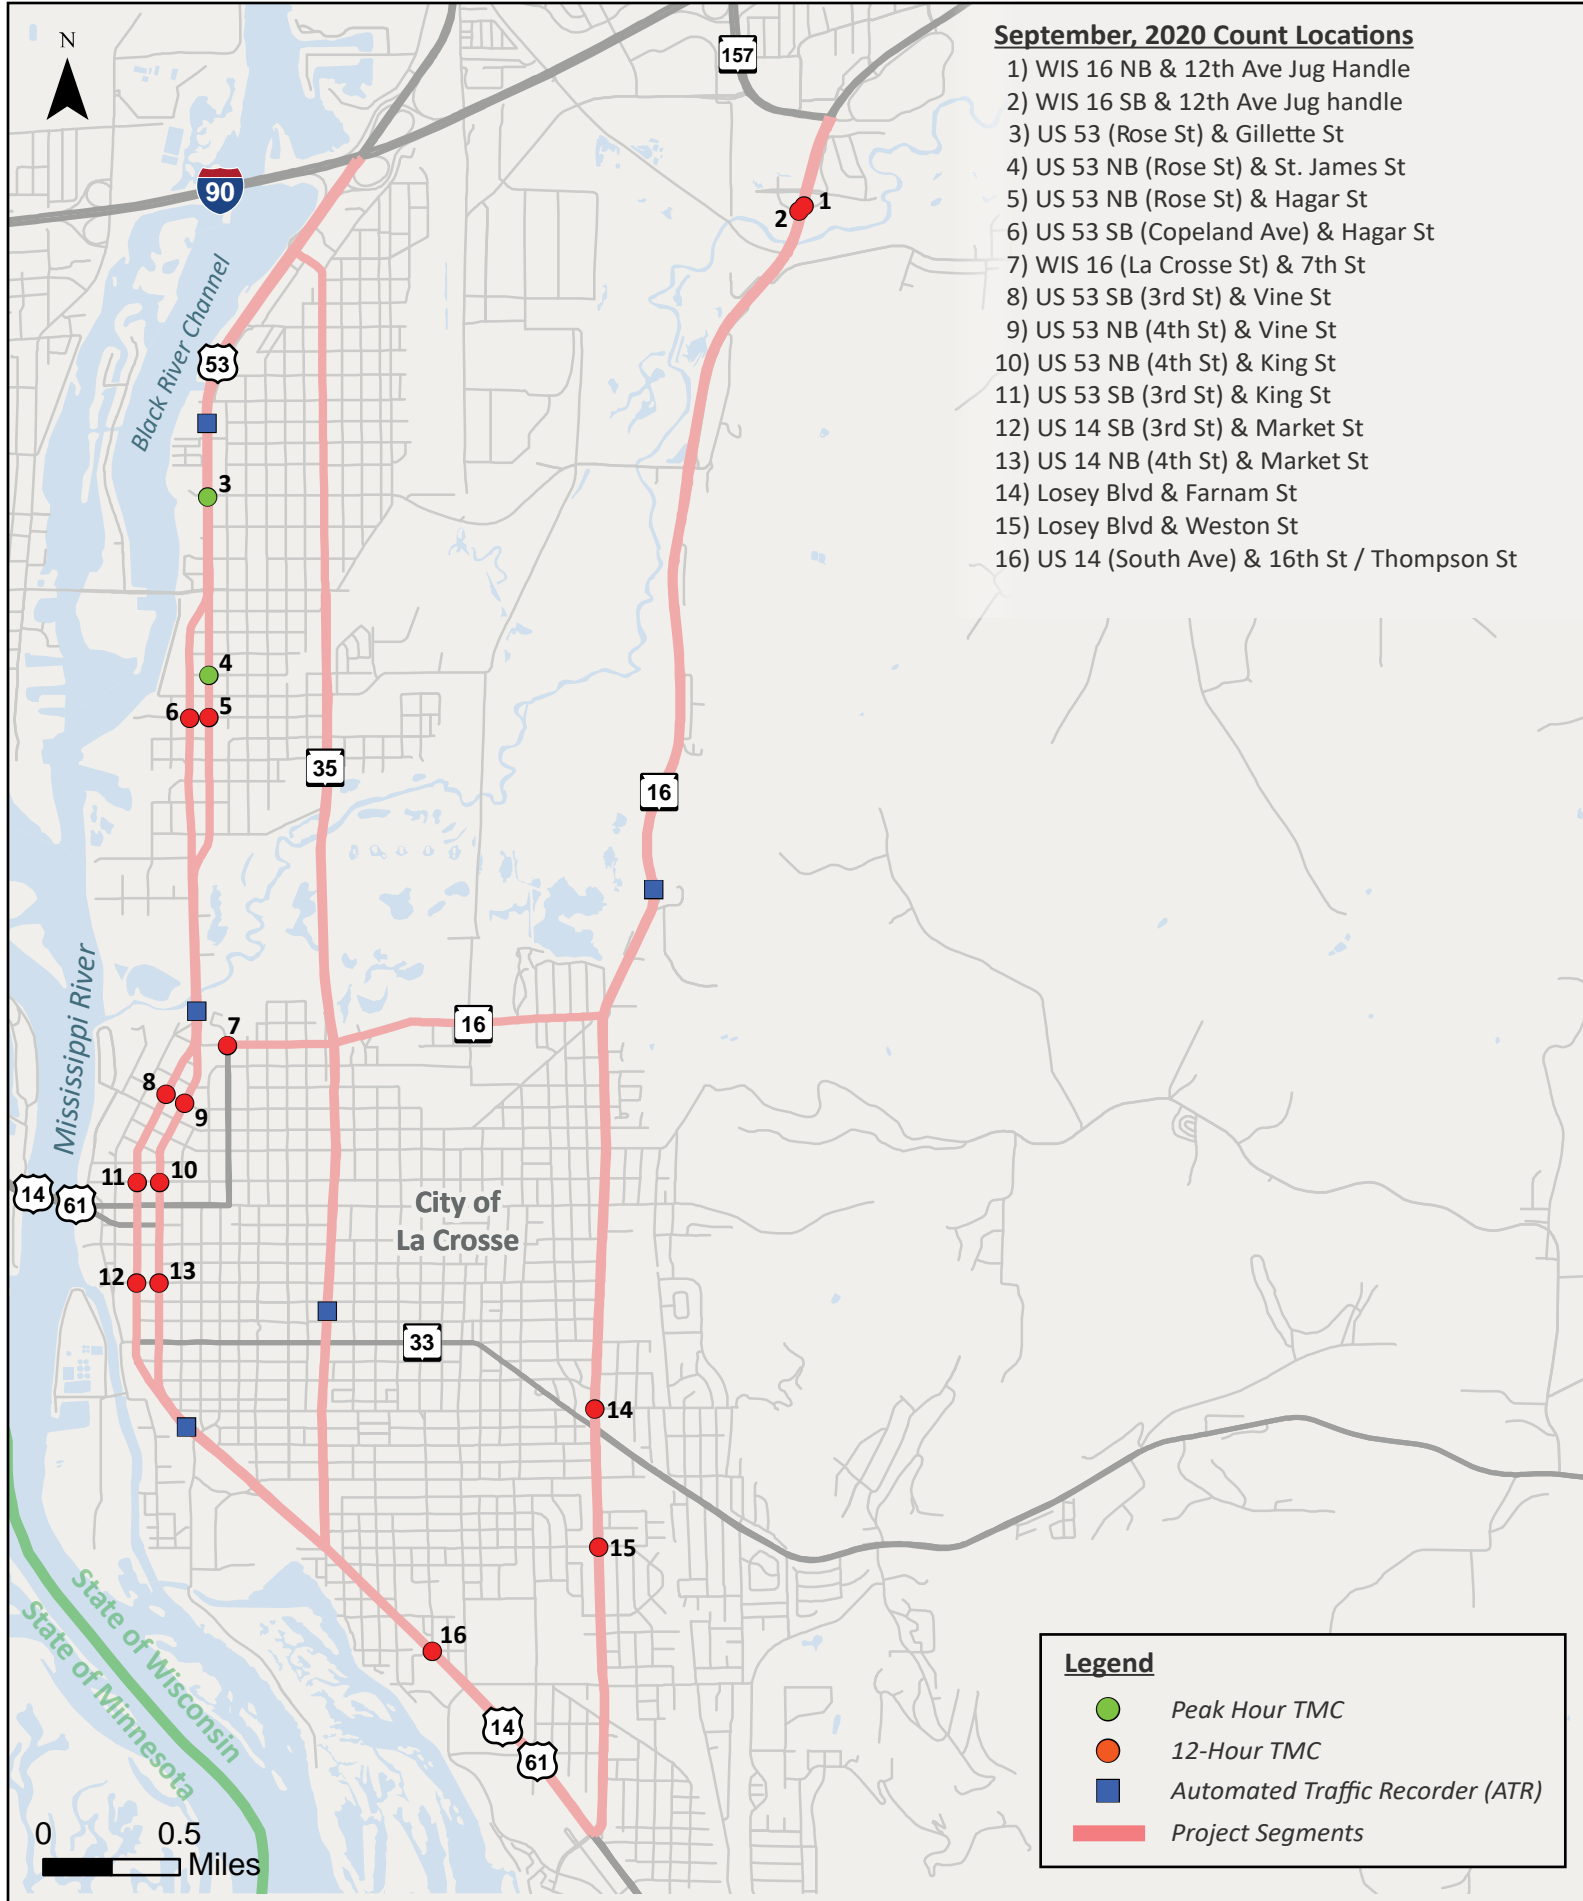 September, 2020 Count Locations
1) WIS 16 NB & 12th Ave Jug Handle
2) WIS 16 SB & 12th Ave Jug handle
3) US 53 (Rose St) & Gillette St
4) US 53 NB (Rose St) & St. James St
5) US 53 NB (Rose St) & Hagar St
6) US 53 SB (Copeland Ave) & Hagar St
7) WIS 16 (La Crosse St) & 7th St
8) US 53 SB (3rd St) & Vine St
9) US 53 NB (4th St) & Vine St
10) US 53 NB (4th St) & King St
11) US 53 SB (3rd St) & King St
12) US 14 SB (3rd St) & Market St
13) US 14 NB (4th St) & Market St
14) Losey Blvd & Farnam St
15) Losey Blvd & Weston St
16) US 14 (South Ave) & 16th St / Thompson St
N
157
90
1
2
Black River Channel
53
3
4
6
5
35
16
Mississippi River
7
16
8
9
11
10
14
61
City of
La Crosse
12
13
33
14
15
16
State of Wisconsin
State of Minnesota
14
61
0
0.5
Miles
Legend
Peak Hour TMC
12-Hour TMC
Automated Traffic Recorder (ATR)
Project Segments